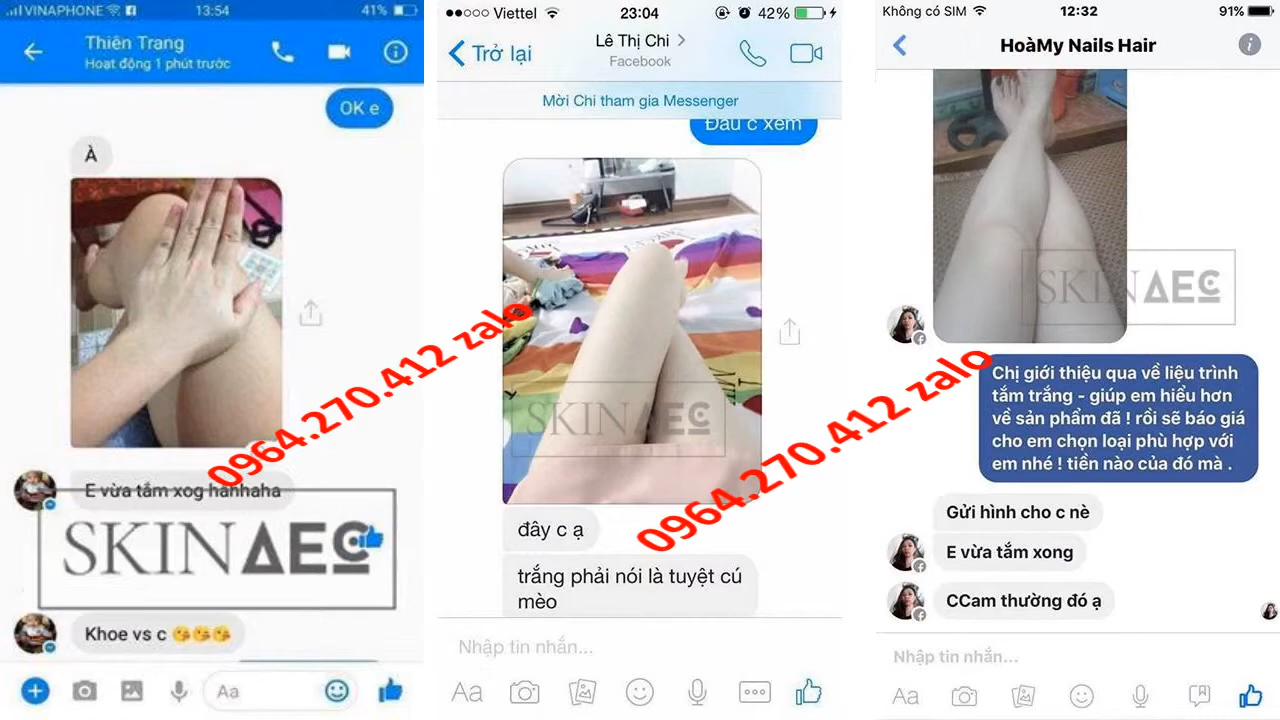 VINAPHONE
13:54
41%
Thiên Trang
Hoạt động 1 phút trước
OK e
À
E vừa tắm xog hahhaha
SKINAEC
Khoe vs c 😘😘😘
Aa
Viettel
23:04
42%
Trở lại
Lê Thị Chi
Facebook
Mời Chi tham gia Messenger
Đâu c xem
SKINAEC
đây c ạ
trắng phải nói là tuyệt cú
mèo
Nhập tin nhắn...
Aa
0964.270.412 zalo
Không có SIM
12:32
91%
HoàMy Nails Hair
SKINAEC
Chị giới thiệu qua về liệu trình
tắm trắng - giúp em hiểu hơn
về sản phẩm đã ! rồi sẽ báo giá
cho em chọn loại phù hợp với
em nhé ! tiền nào của đó mà .
Gửi hình cho c nè
E vừa tắm xong
CCam thường đó ạ
Nhập tin nhắn...
Aa
0964.270.412 zalo